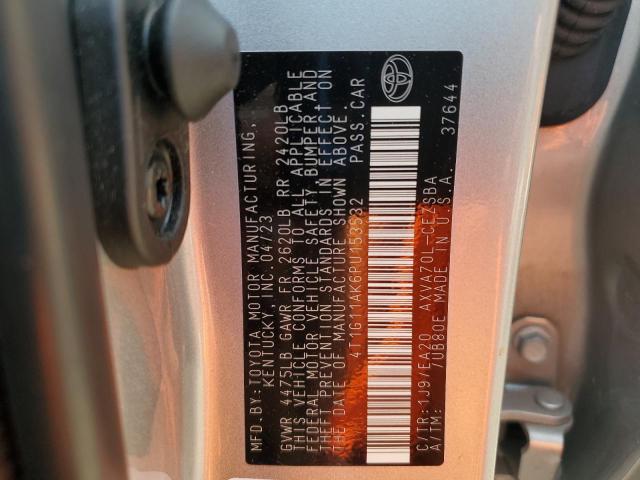 MFD.BY:TOYOTA MOTOR MANUFACTURING,
KENTUCKY, INC. 04/23
GVWR 4475LB GAWR FR 2620LB RR 2420LB
THIS VEHICLE CONFORMS TO ALL APPLICABLE
FEDERAL MOTOR VEHICLE SAFETY BUMPER, AND
THEFT PREVENTION STANDARDS IN EFFECT ON
THE DATE OF MANUFACTURE SHOWN ABOVE.
4T1G11AK6PU153532 PASS.CAR
C/TR:1J9/EA20 AXVA70L-CEZSBA
A/TM: /UB80E MADE IN U.S.A. 37644